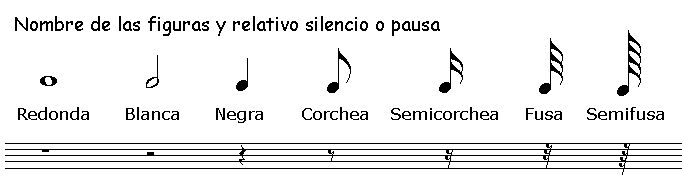 Nombre de las figuras y relativo silencio o pausa
Redonda Blanca Negra Corchea Semicorchea Fusa Semifusa